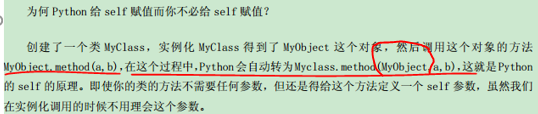 为何 Python 给 self 赋值而你不必给 self 赋值？
创建了一个类 MyClass，实例化 MyClass 得到了 MyObject 这个对象，然后调用这个对象的方法
MyObject.method(a,b)，在这个过程中，Python 会自动转为 Myclass.method(MyObject,a,b)，这就是 Python
的 self 的原理。即使你的类的方法不需要任何参数，但还是得给这个方法定义一个 self 参数，虽然我们
在实例化调用的时候不用理会这个参数。